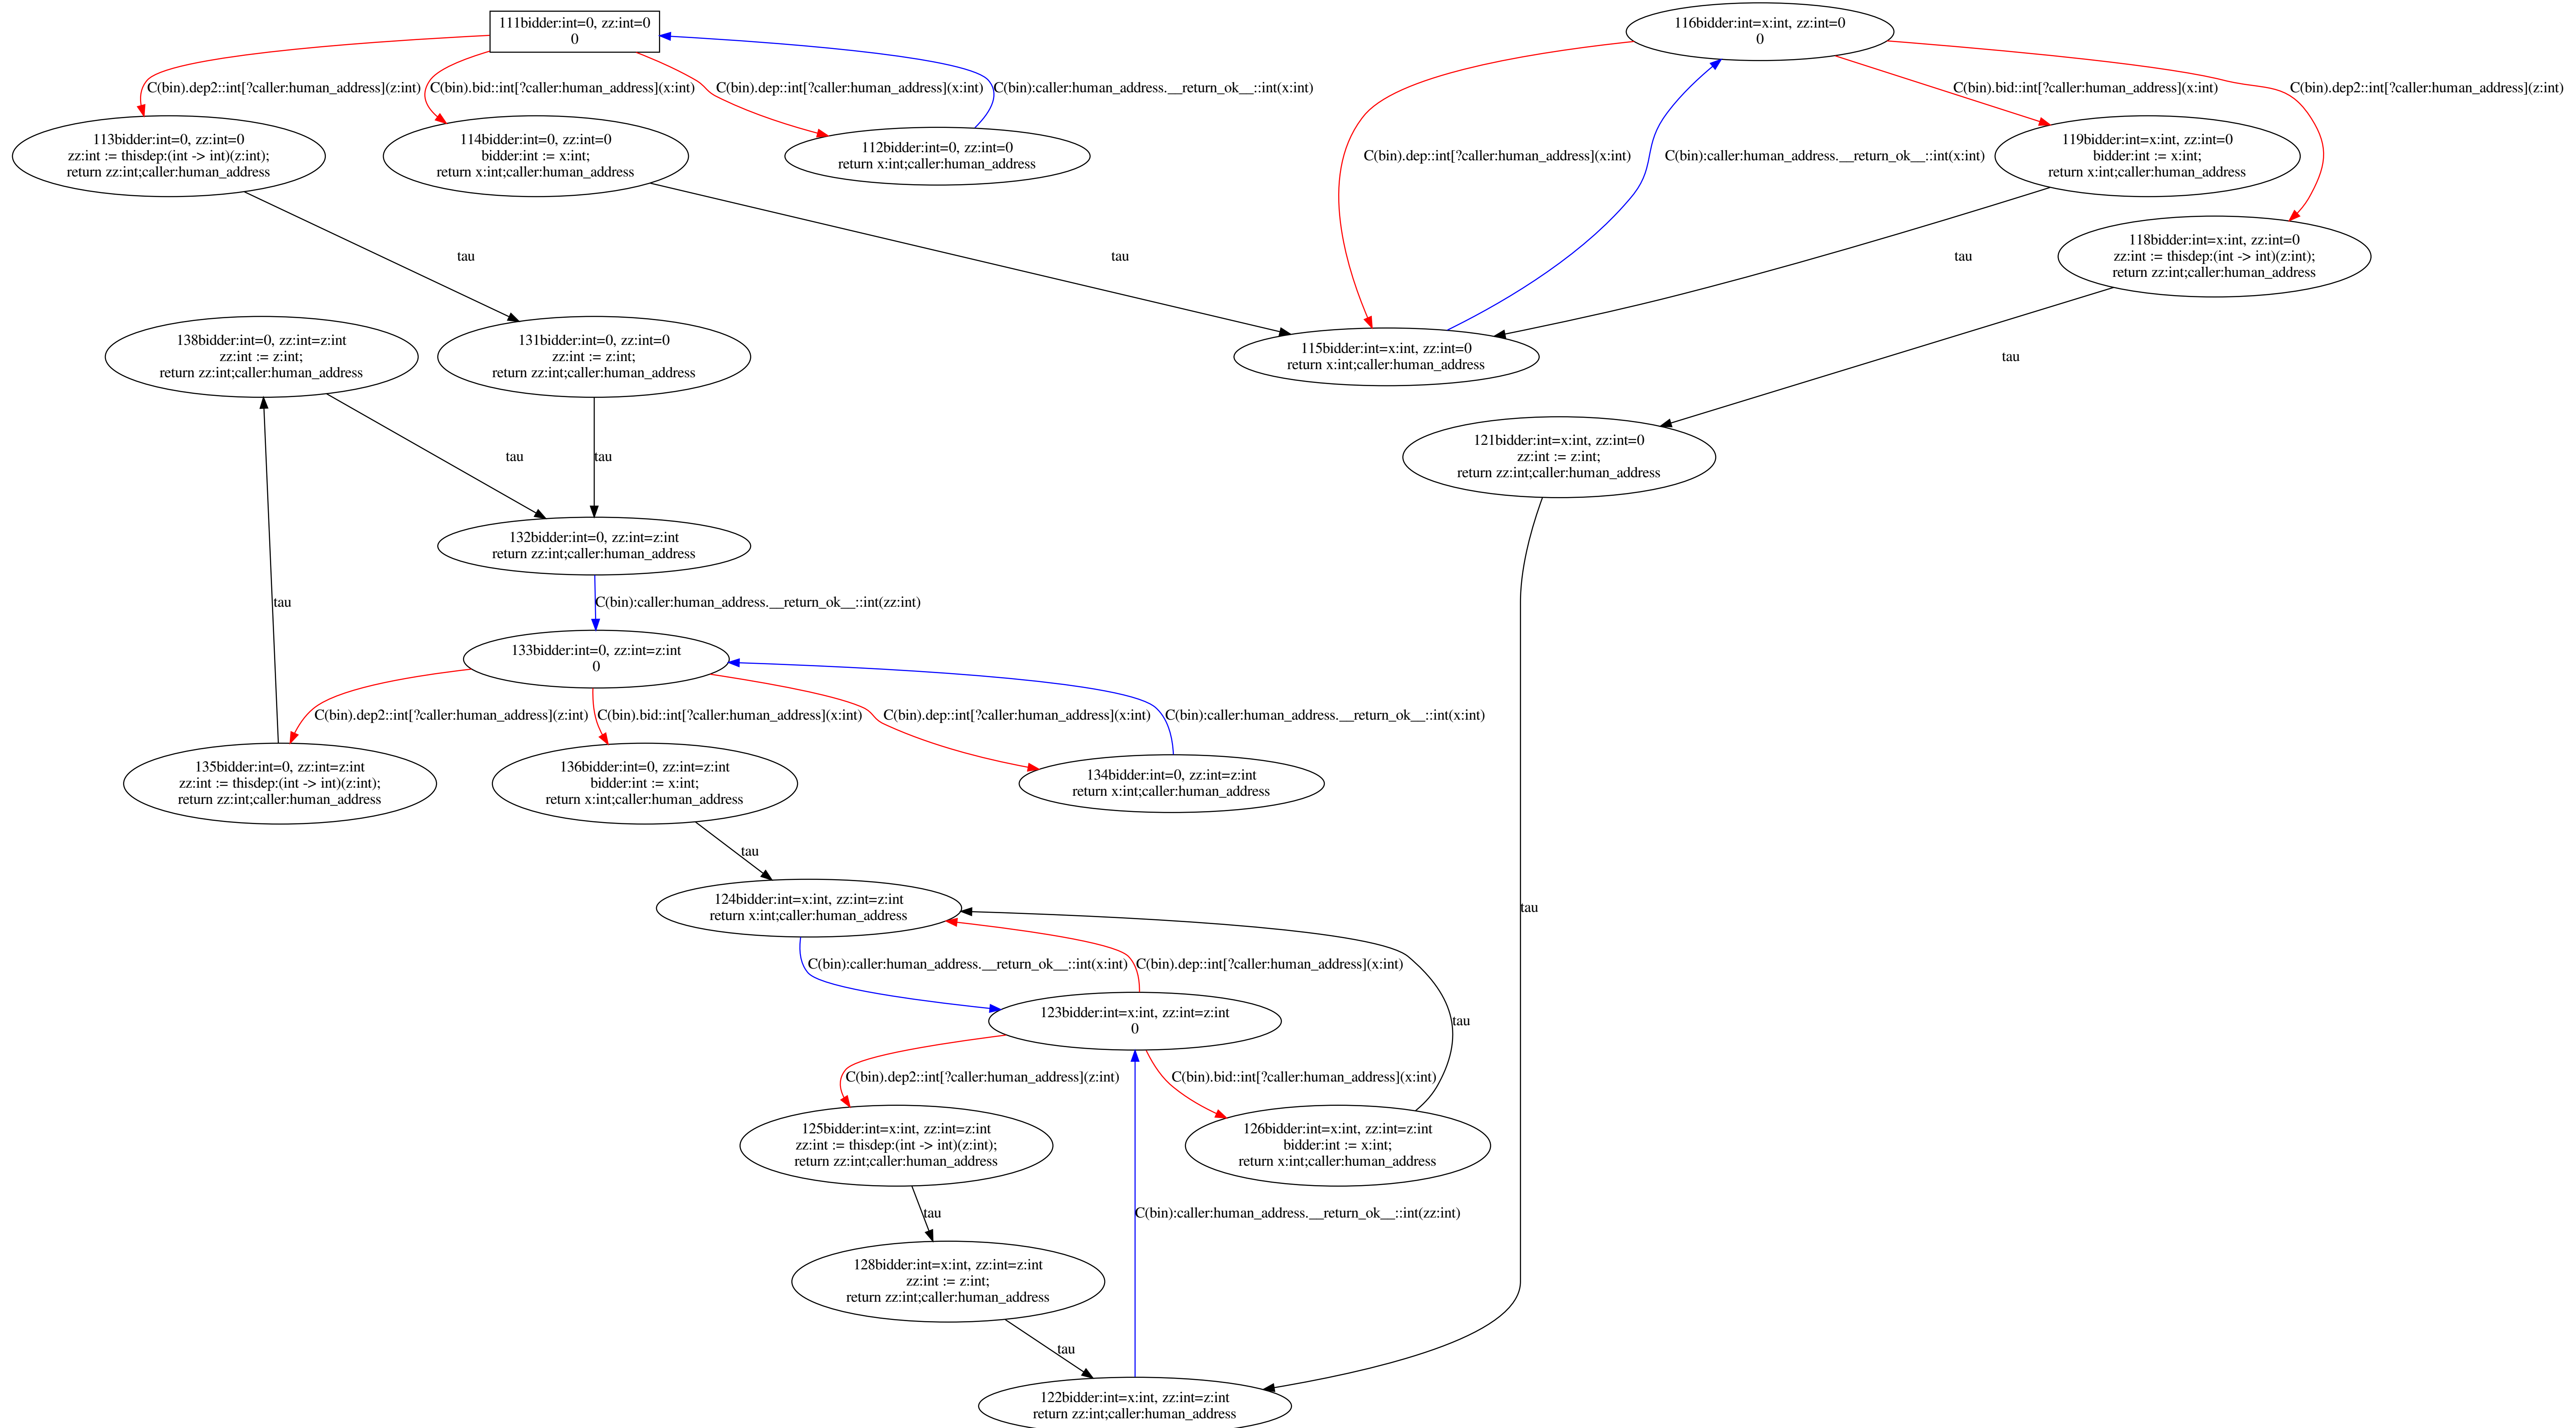 111bidder:int=0, zz:int=0
0
116bidder:int=x:int, zz:int=0
0
C(bin).dep2::int[?caller:human_address](z:int)
C(bin).bid::int[?caller:human_address](x:int)
C(bin).dep::int[?caller:human_address](x:int)
C(bin):caller:human_address.__return_ok__::int(x:int)
C(bin).bid::int[?caller:human_address](x:int)
C(bin).dep2::int[?caller:human_address](z:int)
113bidder:int=0, zz:int=0
zz:int := thisdep:(int -> int)(z:int);
return zz:int;caller:human_address
114bidder:int=0, zz:int=0
bidder:int := x:int;
return x:int;caller:human_address
112bidder:int=0, zz:int=0
return x:int;caller:human_address
C(bin).dep::int[?caller:human_address](x:int)
C(bin):caller:human_address.__return_ok__::int(x:int)
119bidder:int=x:int, zz:int=0
bidder:int := x:int;
return x:int;caller:human_address
tau
tau
tau
118bidder:int=x:int, zz:int=0
zz:int := thisdep:(int -> int)(z:int);
return zz:int;caller:human_address
138bidder:int=0, zz:int=z:int
zz:int := z:int;
return zz:int;caller:human_address
131bidder:int=0, zz:int=0
zz:int := z:int;
return zz:int;caller:human_address
115bidder:int=x:int, zz:int=0
return x:int;caller:human_address
tau
tau
tau
121bidder:int=x:int, zz:int=0
zz:int := z:int;
return zz:int;caller:human_address
132bidder:int=0, zz:int=z:int
return zz:int;caller:human_address
tau
C(bin):caller:human_address.__return_ok__::int(zz:int)
133bidder:int=0, zz:int=z:int
0
C(bin).dep2::int[?caller:human_address](z:int)
C(bin).bid::int[?caller:human_address](x:int)
C(bin).dep::int[?caller:human_address](x:int)
C(bin):caller:human_address.__return_ok__::int(x:int)
135bidder:int=0, zz:int=z:int
zz:int := thisdep:(int -> int)(z:int);
return zz:int;caller:human_address
136bidder:int=0, zz:int=z:int
bidder:int := x:int;
return x:int;caller:human_address
134bidder:int=0, zz:int=z:int
return x:int;caller:human_address
tau
124bidder:int=x:int, zz:int=z:int
return x:int;caller:human_address
tau
C(bin):caller:human_address.__return_ok__::int(x:int)
C(bin).dep::int[?caller:human_address](x:int)
123bidder:int=x:int, zz:int=z:int
0
tau
C(bin).dep2::int[?caller:human_address](z:int)
C(bin).bid::int[?caller:human_address](x:int)
125bidder:int=x:int, zz:int=z:int
zz:int := thisdep:(int -> int)(z:int);
return zz:int;caller:human_address
126bidder:int=x:int, zz:int=z:int
bidder:int := x:int;
return x:int;caller:human_address
tau
C(bin):caller:human_address.__return_ok__::int(zz:int)
128bidder:int=x:int, zz:int=z:int
zz:int := z:int;
return zz:int;caller:human_address
tau
122bidder:int=x:int, zz:int=z:int
return zz:int;caller:human_address